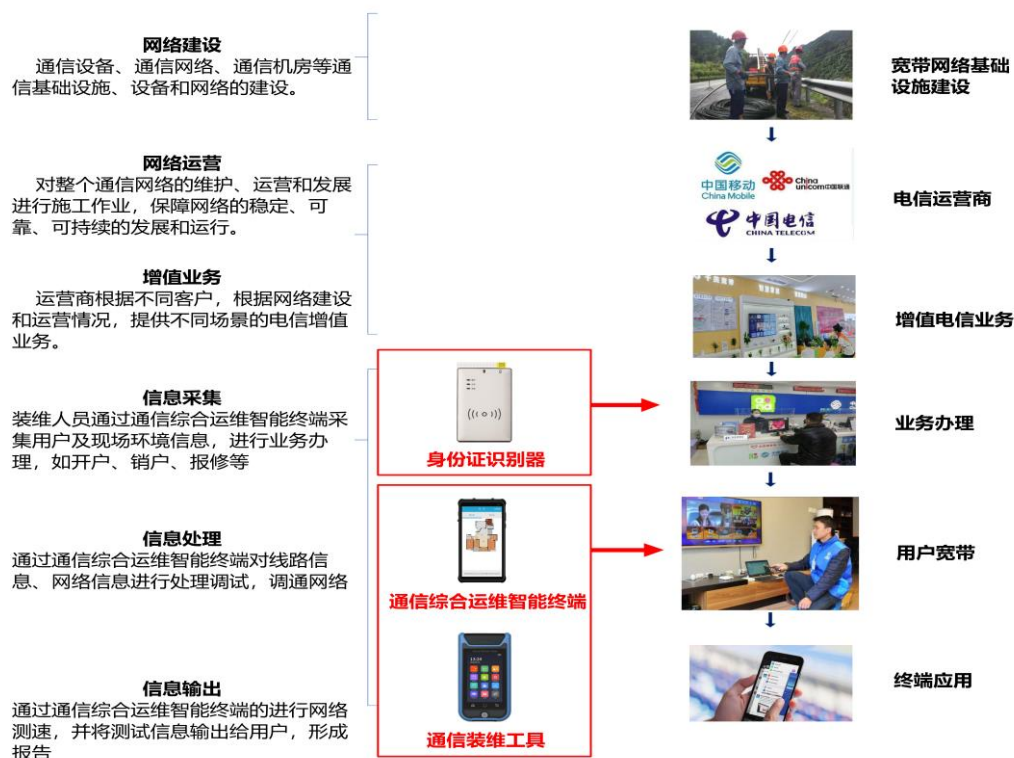 网络建设
通信设备、通信网络、通信机房等通
信基础设施、设备和网络的建设。
宽带网络基础
设施建设
网络运营
对整个通信网络的维护、运营和发展
进行施工作业，保障网络的稳定、可
靠、可持续的发展和运行。
中国移动
China Mobile
China
unicom中国联通
中国电信
CHINA TELECOM
电信运营商
增值业务
运营商根据不同客户，根据网络建设
和运营情况，提供不同场景的电信增值
业务。
增值电信业务
信息采集
装维人员通过通信综合运维智能终端采
集用户及现场环境信息，进行业务办
理，如开户、销户、报修等
身份证识别器
业务办理
信息处理
通过通信综合运维智能终端对线路信
息、网络信息进行处理调试，调通网络
通信综合运维智能终端
用户宽带
信息输出
通过通信综合运维智能终端的进行网络
测速，并将测试信息输出给用户，形成
报告
通信装维工具
终端应用